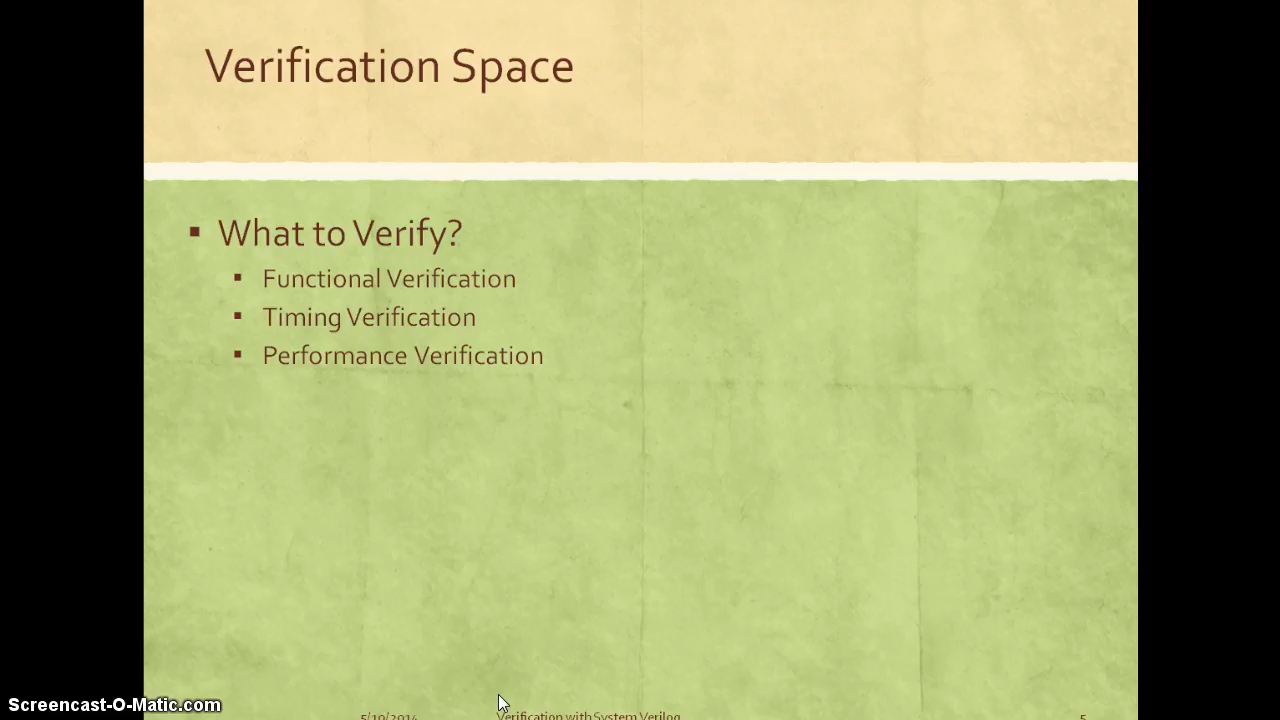 Verification Space
▪ What to Verify?
▪ Functional Verification
▪ Timing Verification
▪ Performance Verification
Screencast-O-Matic.com
5/10/2014 Verification with System Verilog 5